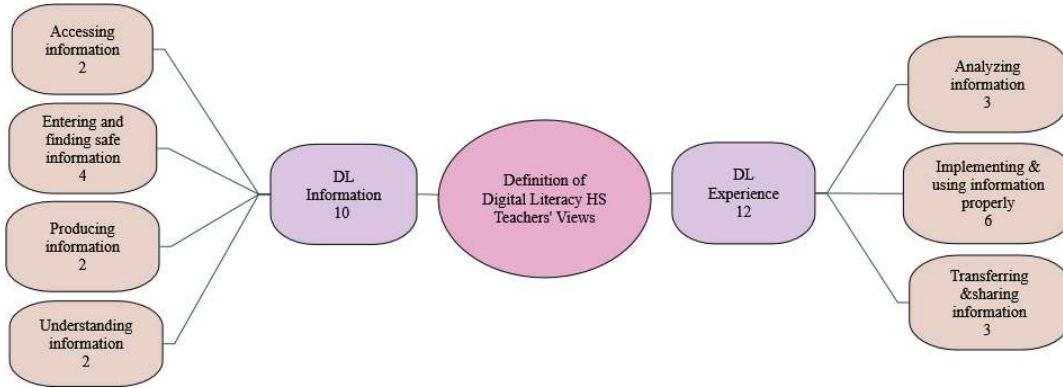 Accessing
information
2
Entering and
finding safe
information
4
Producing
information
2
Understanding
information
2
DL
Information
10
Definition of
Digital Literacy HS
Teachers' Views
DL
Experience
12
Analyzing
information
3
Implementing &
using information
properly
6
Transferring
&sharing
information
3